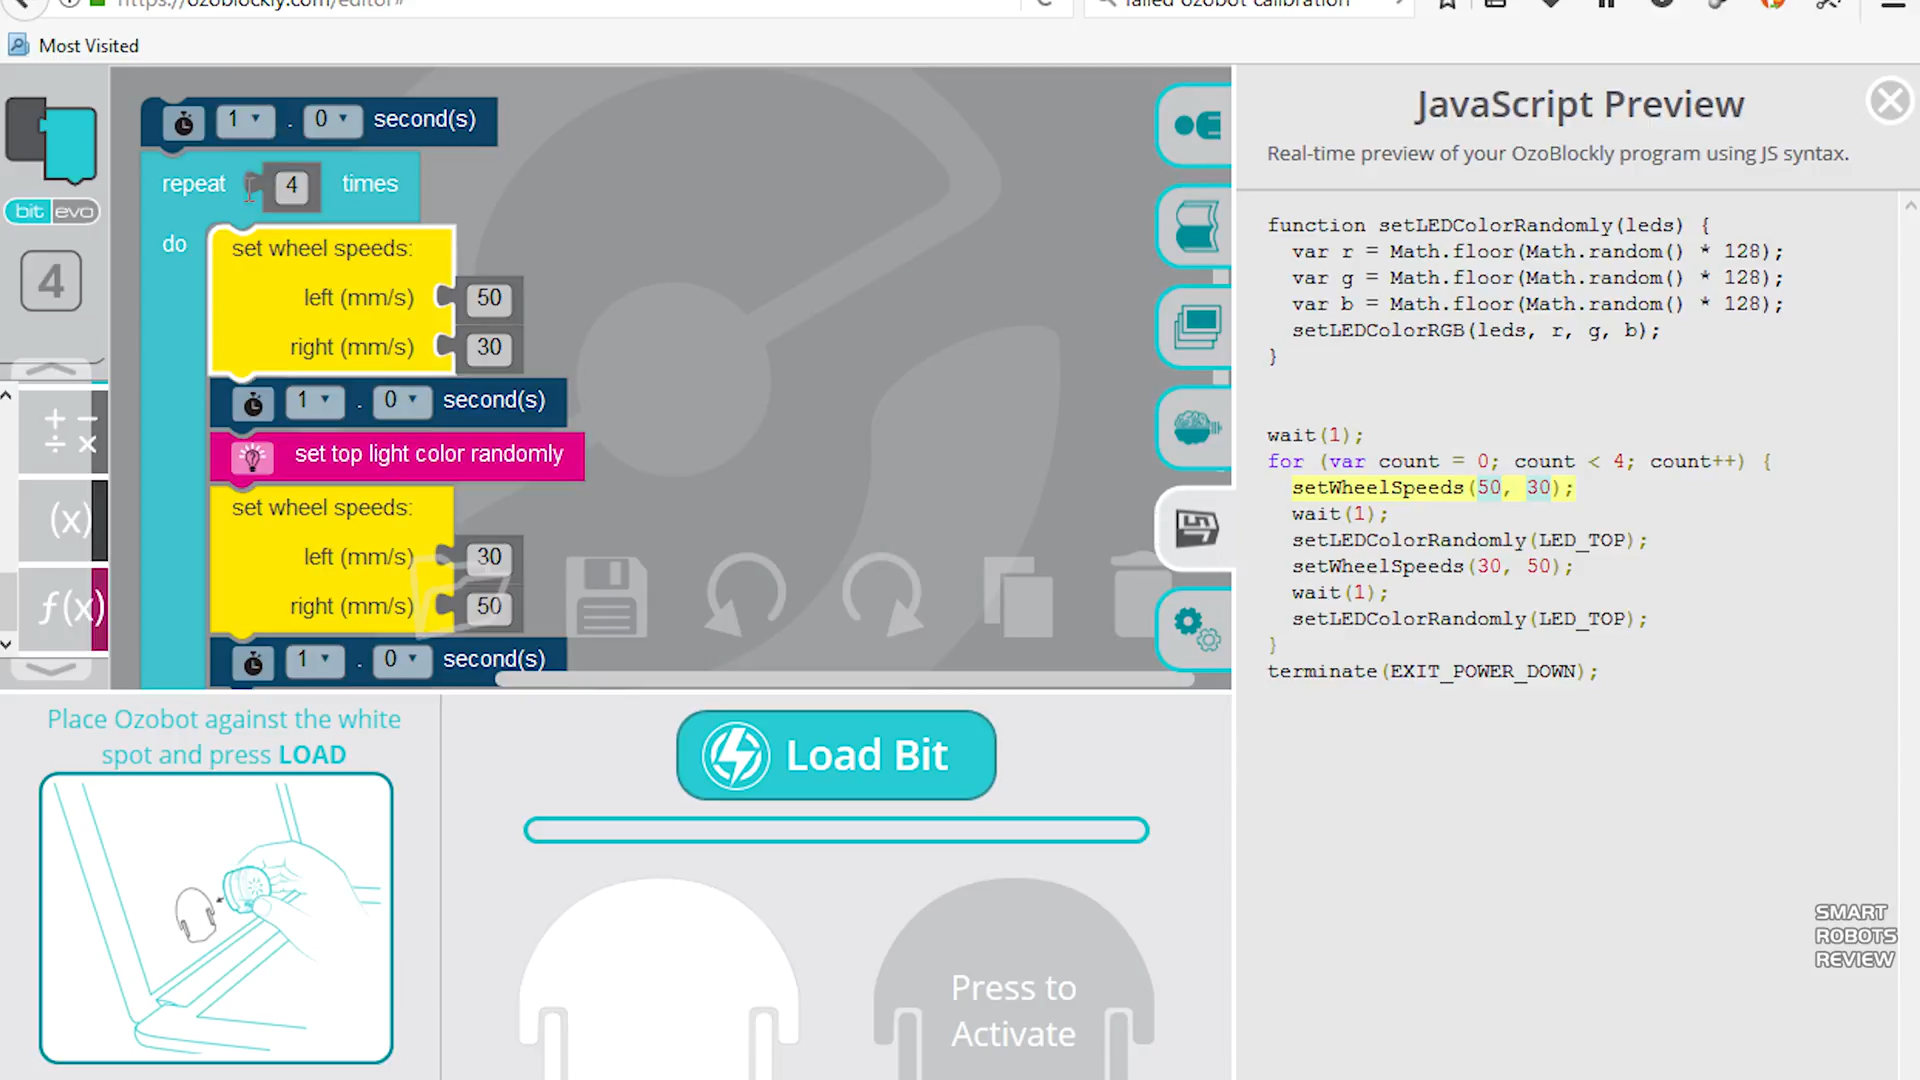 https://ozoblockly.com/editor#
failed ozobot calibration
Most Visited
1 . 0 second(s)
repeat 4 times
do
set wheel speeds:
left (mm/s) 50
right (mm/s) 30
1 . 0 second(s)
set top light color randomly
set wheel speeds:
left (mm/s) 30
right (mm/s) 50
1 . 0 second(s)
bit evo
4
+ −
÷ ×
(x)
f(x)
JavaScript Preview
Real-time preview of your OzoBlockly program using JS syntax.
function setLEDColorRandomly(leds) {
var r = Math.floor(Math.random() * 128);
var g = Math.floor(Math.random() * 128);
var b = Math.floor(Math.random() * 128);
setLEDColorRGB(leds, r, g, b);
}
wait(1);
for (var count = 0; count < 4; count++) {
setWheelSpeeds(50, 30);
wait(1);
setLEDColorRandomly(LED_TOP);
setWheelSpeeds(30, 50);
wait(1);
setLEDColorRandomly(LED_TOP);
}
terminate(EXIT_POWER_DOWN);
Place Ozobot against the white
spot and press LOAD
Load Bit
Press to
Activate
SMART
ROBOTS
REVIEW